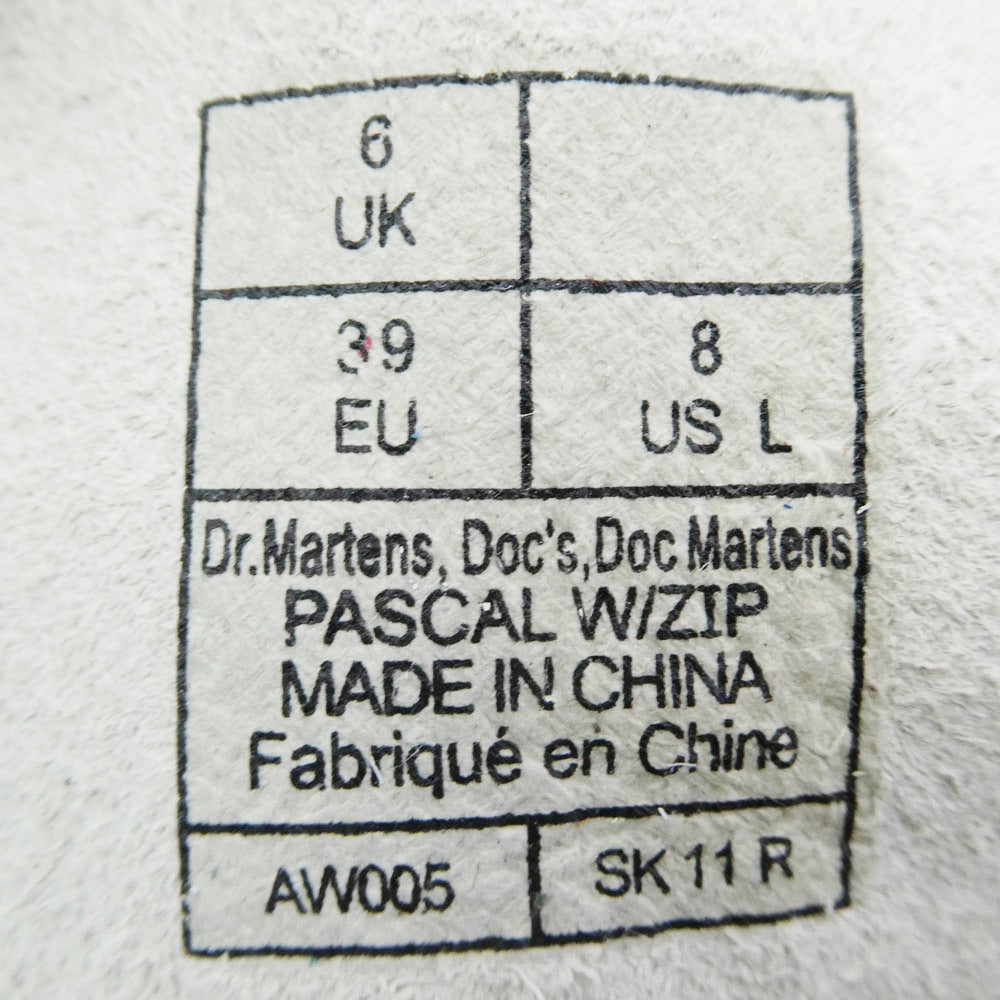 6
UK
39
EU
8
US L
Dr.Martens, Doc's,Doc Martens
PASCAL W/ZIP
MADE IN CHINA
Fabriqué en Chine
AW005
SK 11 R